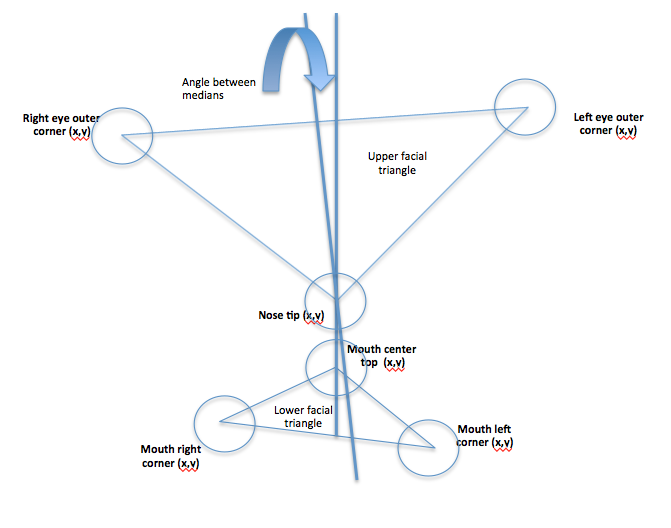 Angle between
medians
Right eye outer
corner (x,y)
Left eye outer
corner (x,y)
Upper facial
triangle
Nose tip (x,y)
Mouth center
top (x,y)
Lower facial
triangle
Mouth left
corner (x,y)
Mouth right
corner (x,y)